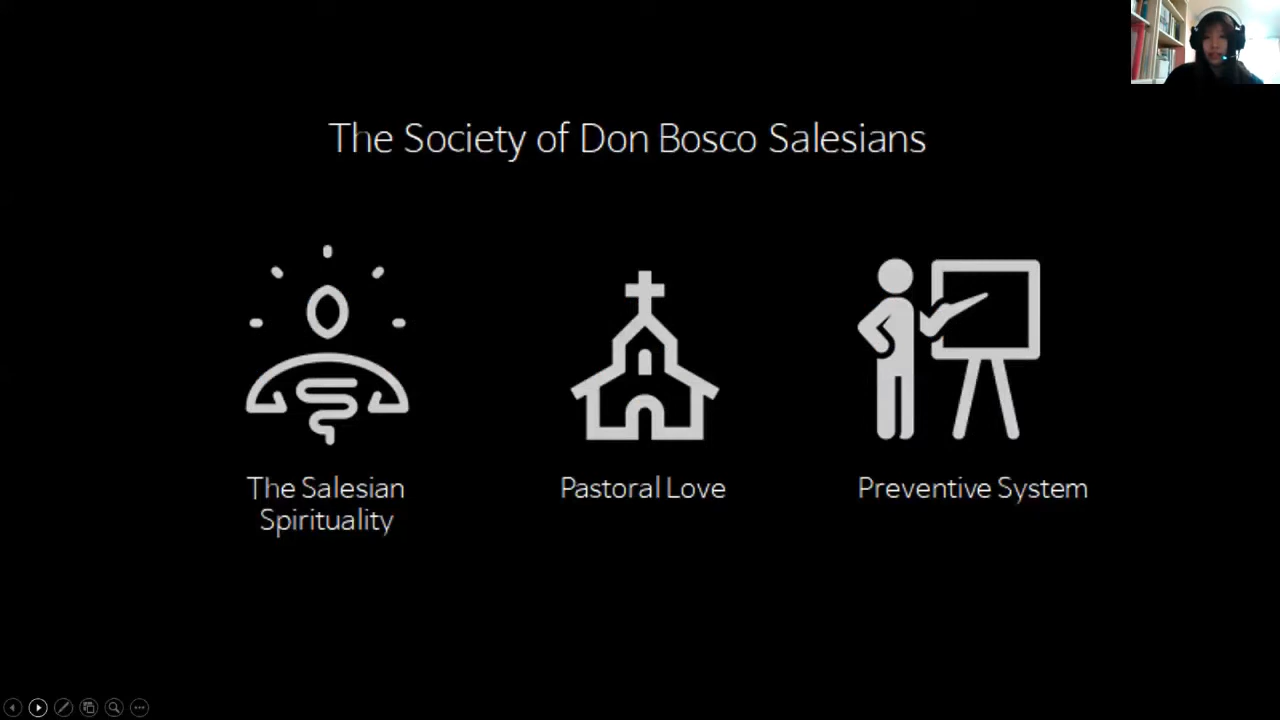 The Society of Don Bosco Salesians
The Salesian
Spirituality
Pastoral Love
Preventive System